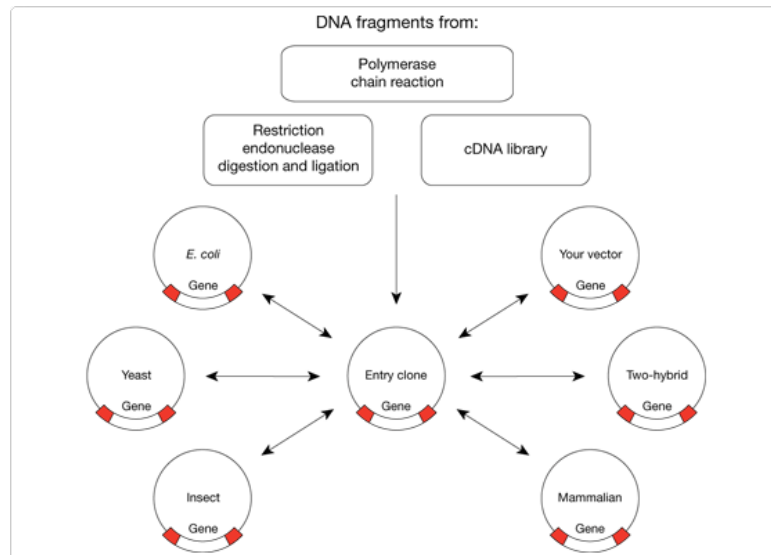 DNA fragments from:
Polymerase
chain reaction
Restriction
endonuclease
digestion and ligation
cDNA library
E. coli
Gene
Your vector
Gene
Yeast
Gene
Entry clone
Gene
Two-hybrid
Gene
Insect
Gene
Mammalian
Gene